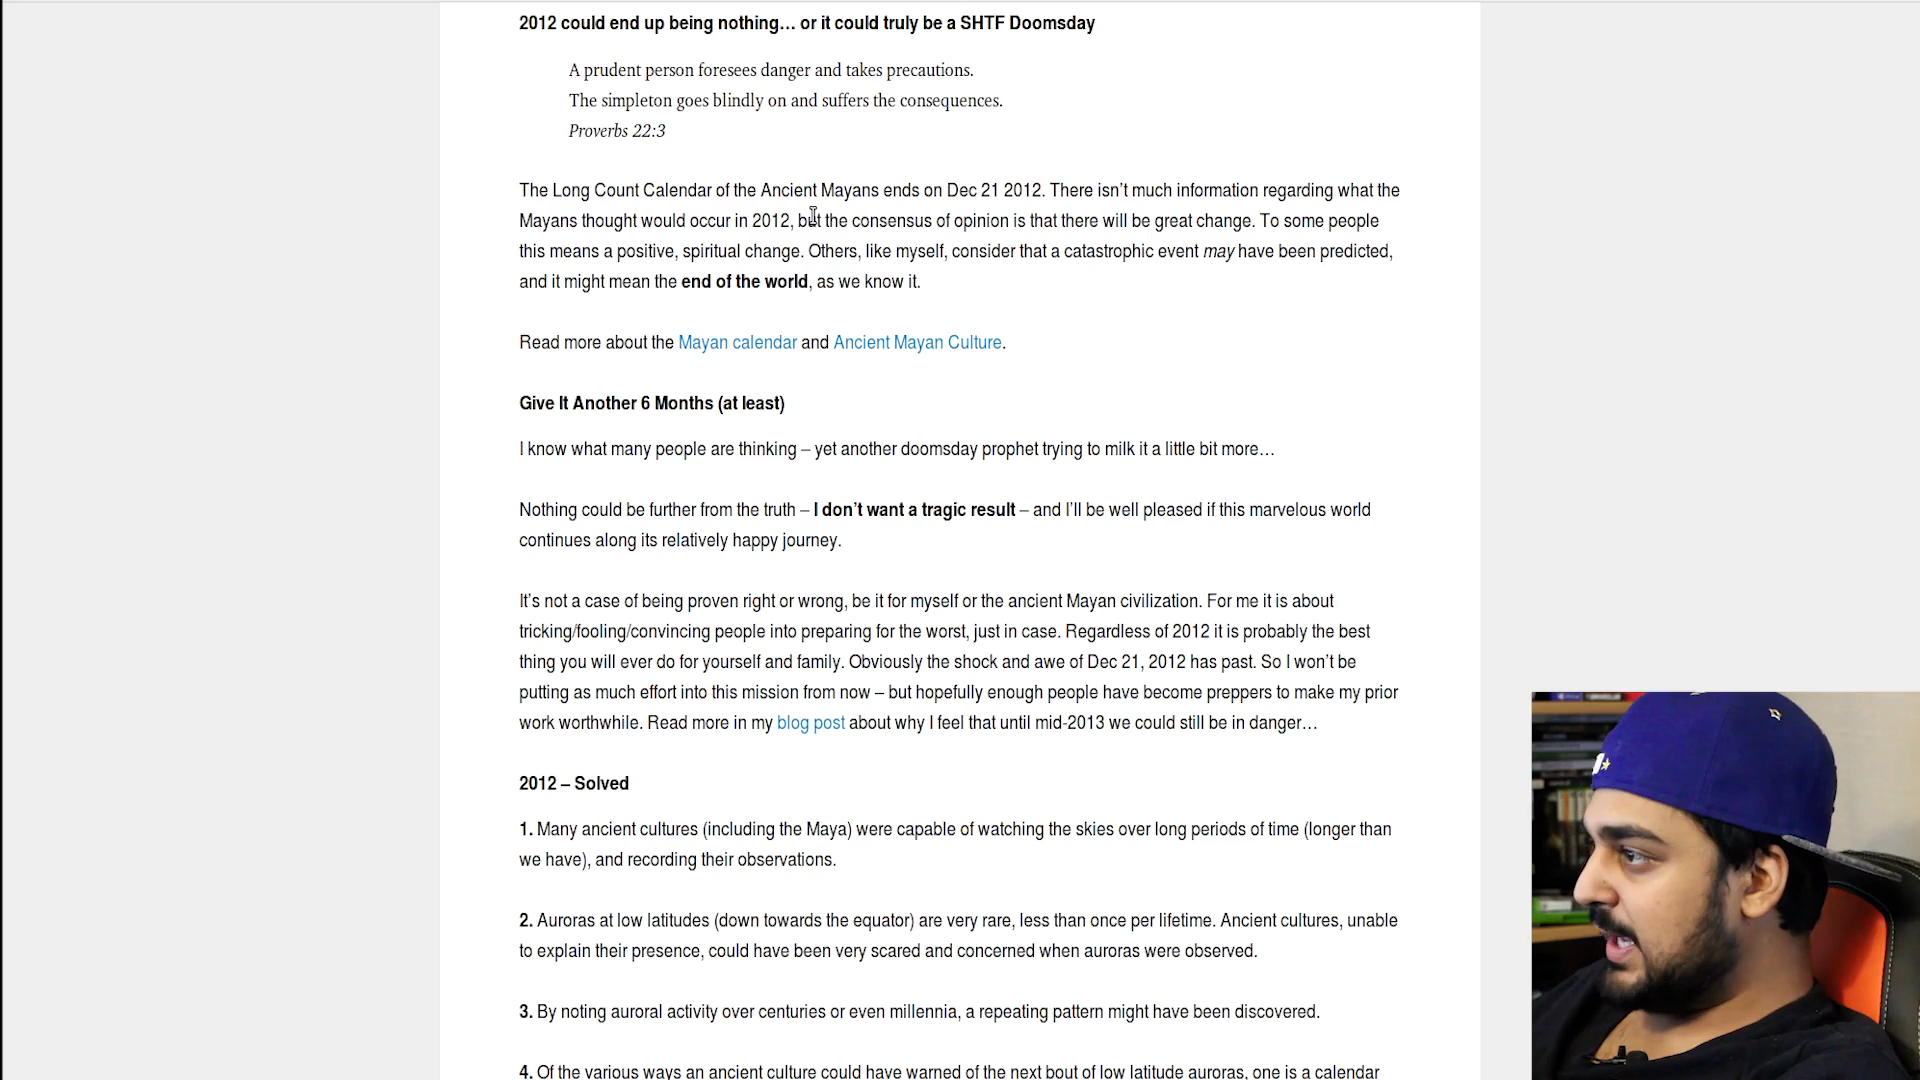 2012 could end up being nothing… or it could truly be a SHTF Doomsday
A prudent person foresees danger and takes precautions.
The simpleton goes blindly on and suffers the consequences.
Proverbs 22:3
The Long Count Calendar of the Ancient Mayans ends on Dec 21 2012. There isn’t much information regarding what the
Mayans thought would occur in 2012, but the consensus of opinion is that there will be great change. To some people
this means a positive, spiritual change. Others, like myself, consider that a catastrophic event may have been predicted,
and it might mean the end of the world, as we know it.
Read more about the Mayan calendar and Ancient Mayan Culture.
Give It Another 6 Months (at least)
I know what many people are thinking – yet another doomsday prophet trying to milk it a little bit more…
Nothing could be further from the truth – I don’t want a tragic result – and I’ll be well pleased if this marvelous world
continues along its relatively happy journey.
It’s not a case of being proven right or wrong, be it for myself or the ancient Mayan civilization. For me it is about
tricking/fooling/convincing people into preparing for the worst, just in case. Regardless of 2012 it is probably the best
thing you will ever do for yourself and family. Obviously the shock and awe of Dec 21, 2012 has past. So I won’t be
putting as much effort into this mission from now – but hopefully enough people have become preppers to make my prior
work worthwhile. Read more in my blog post about why I feel that until mid-2013 we could still be in danger…
2012 – Solved
1. Many ancient cultures (including the Maya) were capable of watching the skies over long periods of time (longer than
we have), and recording their observations.
2. Auroras at low latitudes (down towards the equator) are very rare, less than once per lifetime. Ancient cultures, unable
to explain their presence, could have been very scared and concerned when auroras were observed.
3. By noting auroral activity over centuries or even millennia, a repeating pattern might have been discovered.
4. Of the various ways an ancient culture could have warned of the next bout of low latitude auroras, one is a calendar